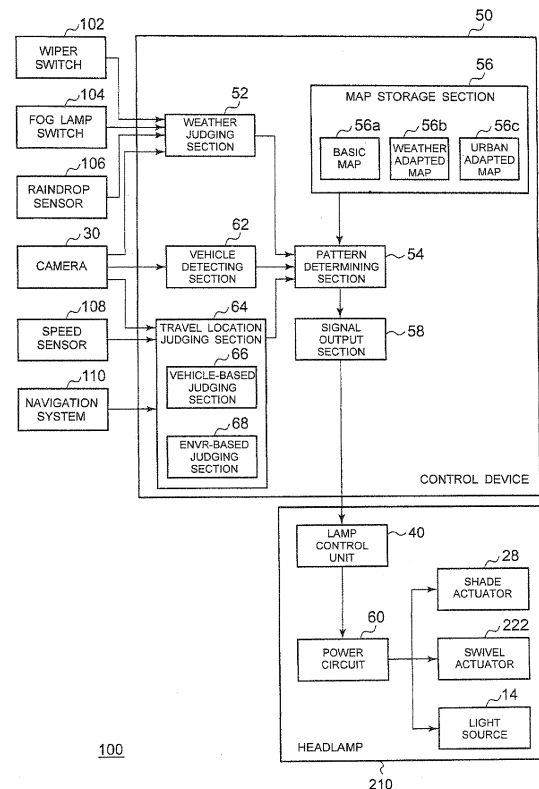 102
WIPER
SWITCH
104
FOG LAMP
SWITCH
106
RAINDROP
SENSOR
30
CAMERA
108
SPEED
SENSOR
110
NAVIGATION
SYSTEM
50
52
WEATHER
JUDGING
SECTION
56
MAP STORAGE SECTION
56a
BASIC
MAP
56b
WEATHER
ADAPTED
MAP
56c
URBAN
ADAPTED
MAP
62
VEHICLE
DETECTING
SECTION
PATTERN
DETERMINING
SECTION
54
64
TRAVEL LOCATION
JUDGING SECTION
66
VEHICLE-BASED
JUDGING
SECTION
68
ENVR-BASED
JUDGING
SECTION
SIGNAL
OUTPUT
SECTION
58
CONTROL DEVICE
LAMP
CONTROL
UNIT
40
28
SHADE
ACTUATOR
60
POWER
CIRCUIT
222
SWIVEL
ACTUATOR
14
LIGHT
SOURCE
100
HEADLAMP
210